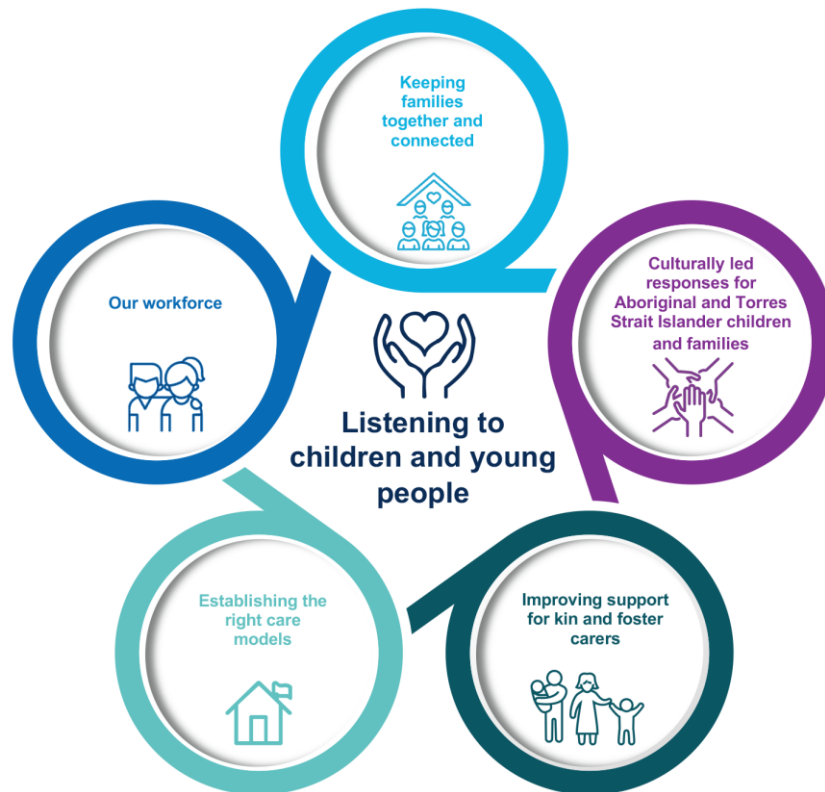 Keeping
families
together and
connected
Culturally led
responses for
Aboriginal and Torres
Strait Islander children
and families
Improving support
for kin and foster
carers
Establishing the
right care
models
Our workforce
Listening to
children and young
people